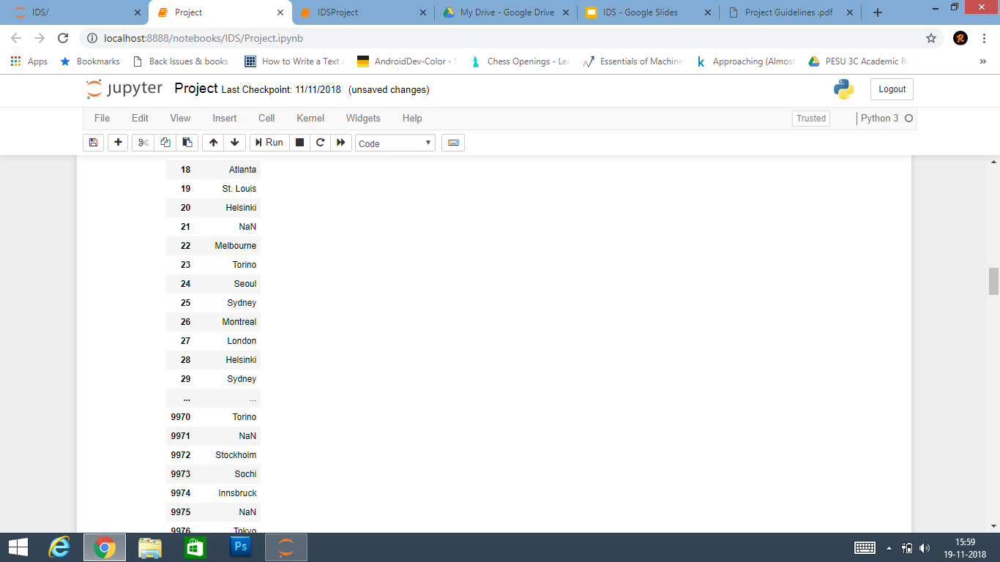 IDS/ Project IDSProject My Drive - Google Drive IDS - Google Slides Project Guidelines .pdf
localhost:8888/notebooks/IDS/Project.ipynb
Apps Bookmarks Back Issues & books How to Write a Text AndroidDev-Color - Chess Openings - Lea Essentials of Machine Approaching (Almost PESU 3C Academic »
jupyter Project Last Checkpoint: 11/11/2018 (unsaved changes) Logout
File Edit View Insert Cell Kernel Widgets Help Trusted Python 3
Run Code
18 Atlanta
19 St. Louis
20 Helsinki
21 NaN
22 Melbourne
23 Torino
24 Seoul
25 Sydney
26 Montreal
27 London
28 Helsinki
29 Sydney
... ...
9970 Torino
9971 NaN
9972 Stockholm
9973 Sochi
9974 Innsbruck
9975 NaN
9976 Tokyo
Ps
15:59
19-11-2018